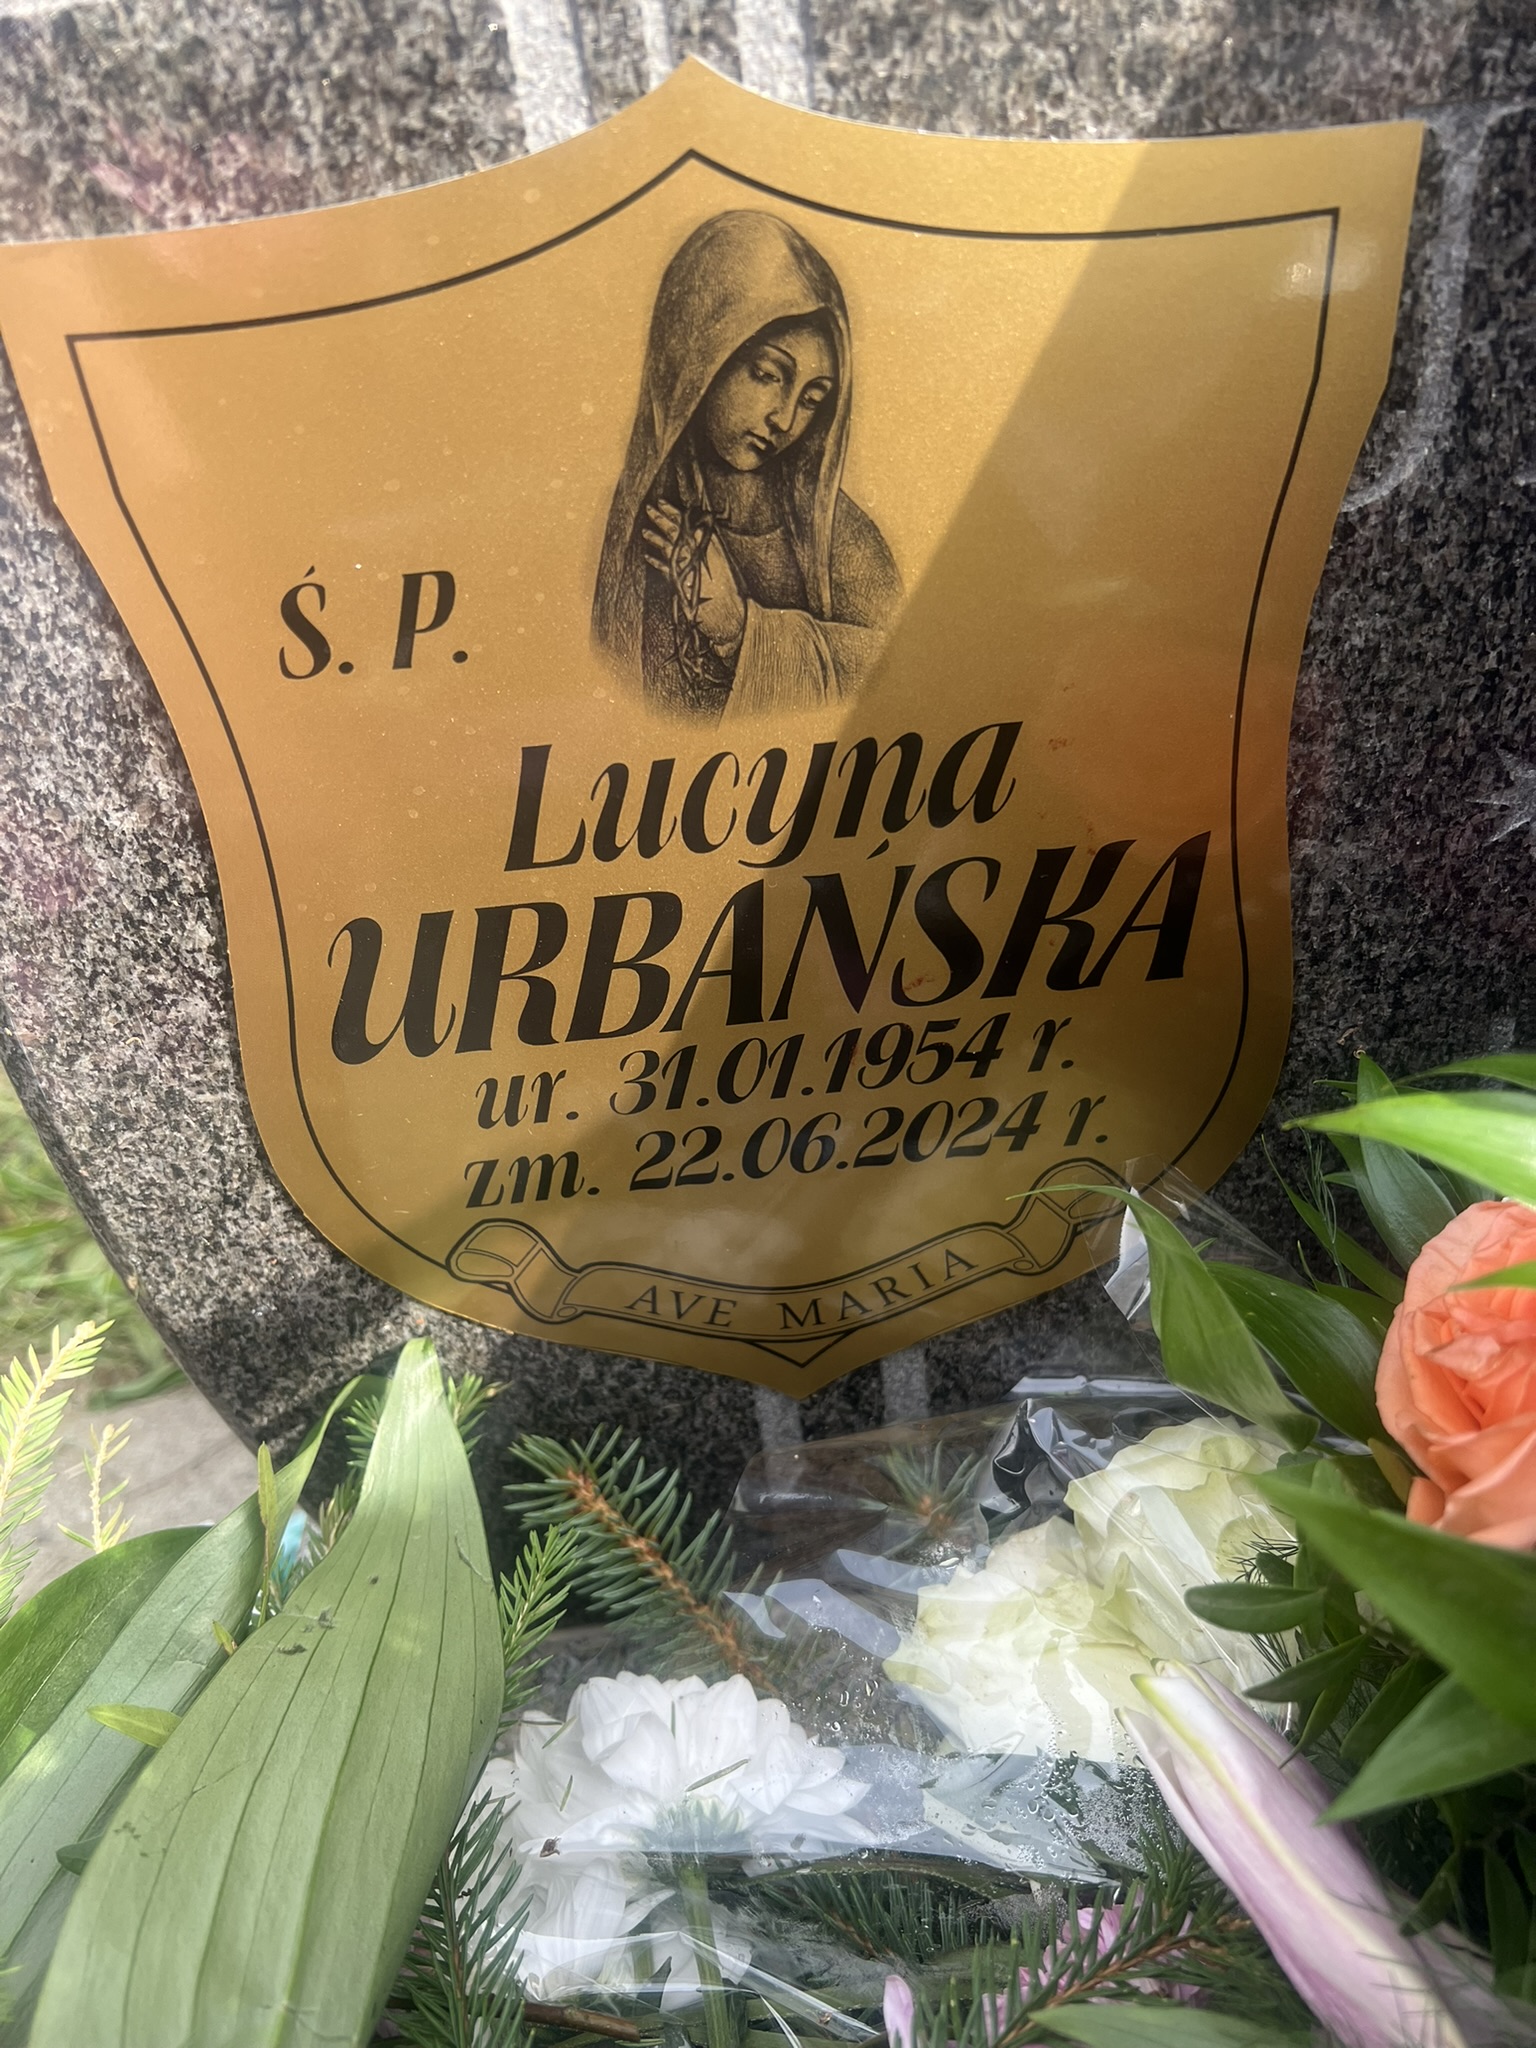 Ś. P.
Lucyna
URBAŃSKA
ur. 31.01.1954 r.
zm. 22.06.2024 r.
AVE MARIA